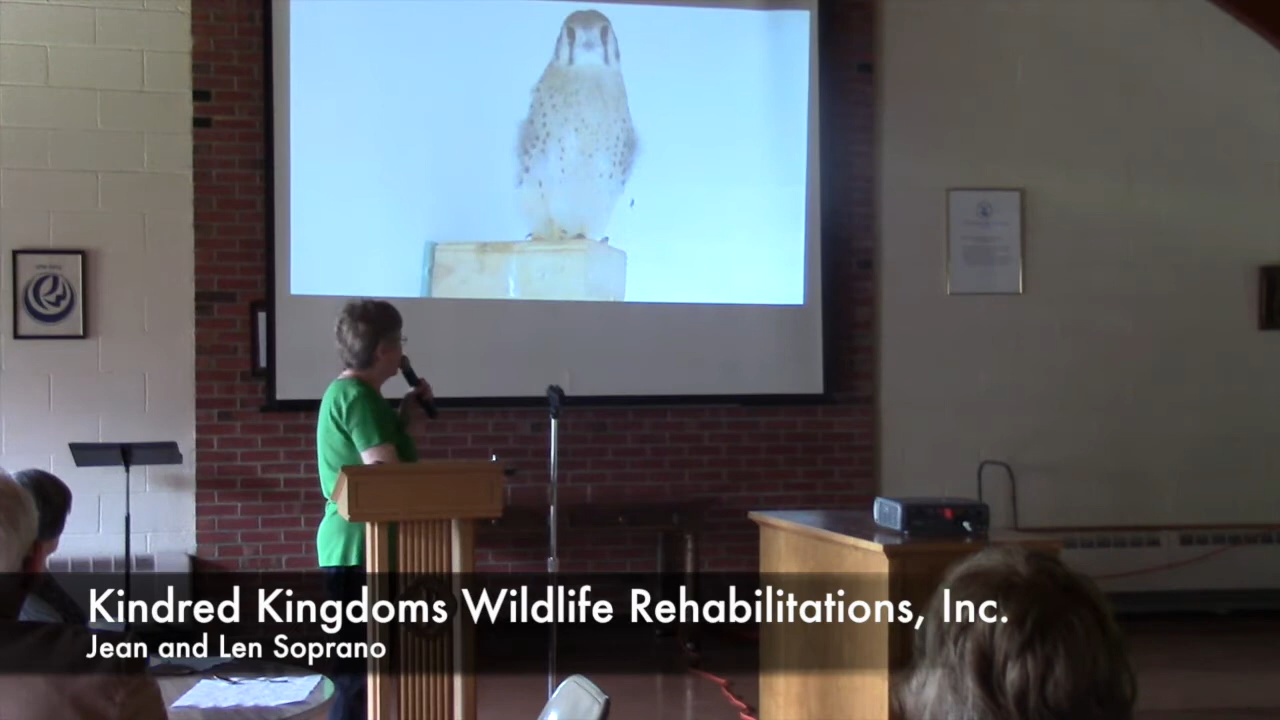 Kindred Kingdoms Wildlife Rehabilitations, Inc.
Jean and Len Soprano